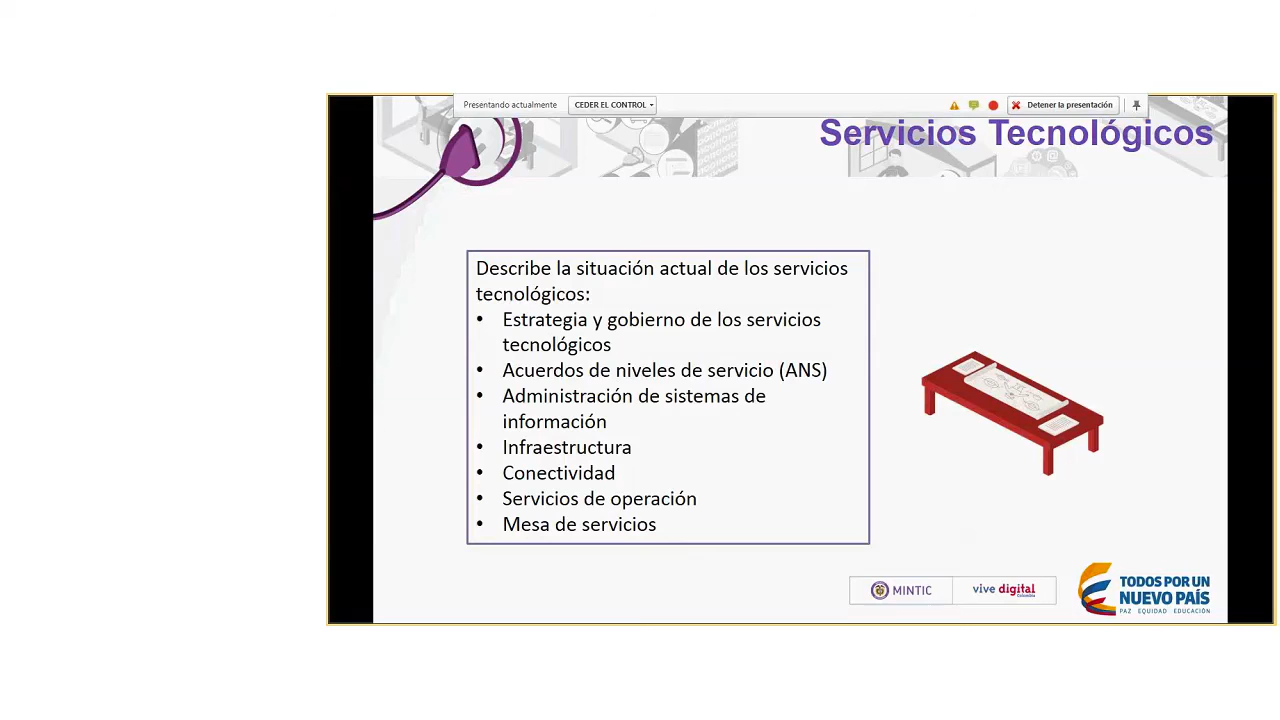 Presentando actualmente
CEDER EL CONTROL
Detener la presentación
Servicios Tecnológicos
Describe la situación actual de los servicios
tecnológicos:
• Estrategia y gobierno de los servicios
tecnológicos
• Acuerdos de niveles de servicio (ANS)
• Administración de sistemas de
información
• Infraestructura
• Conectividad
• Servicios de operación
• Mesa de servicios
MINTIC
vive digital
Colombia
TODOS POR UN
NUEVO PAÍS
PAZ EQUIDAD EDUCACIÓN